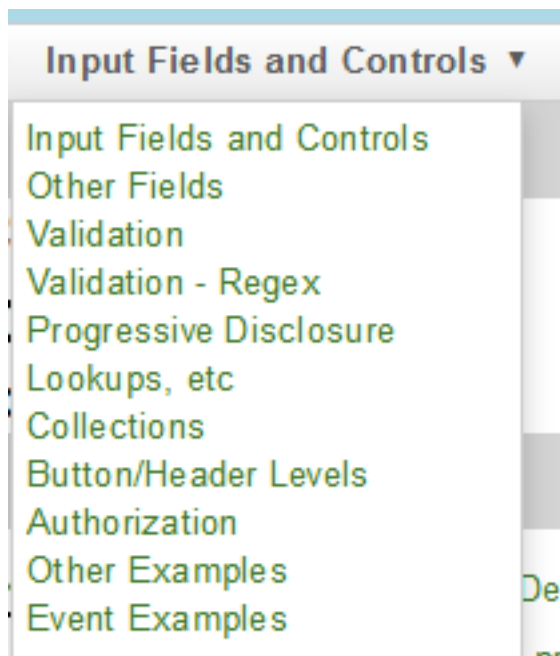 Input Fields and Controls ▼
Input Fields and Controls
Other Fields
Validation
Validation - Regex
Progressive Disclosure
Lookups, etc
Collections
Button/Header Levels
Authorization
Other Examples
Event Examples